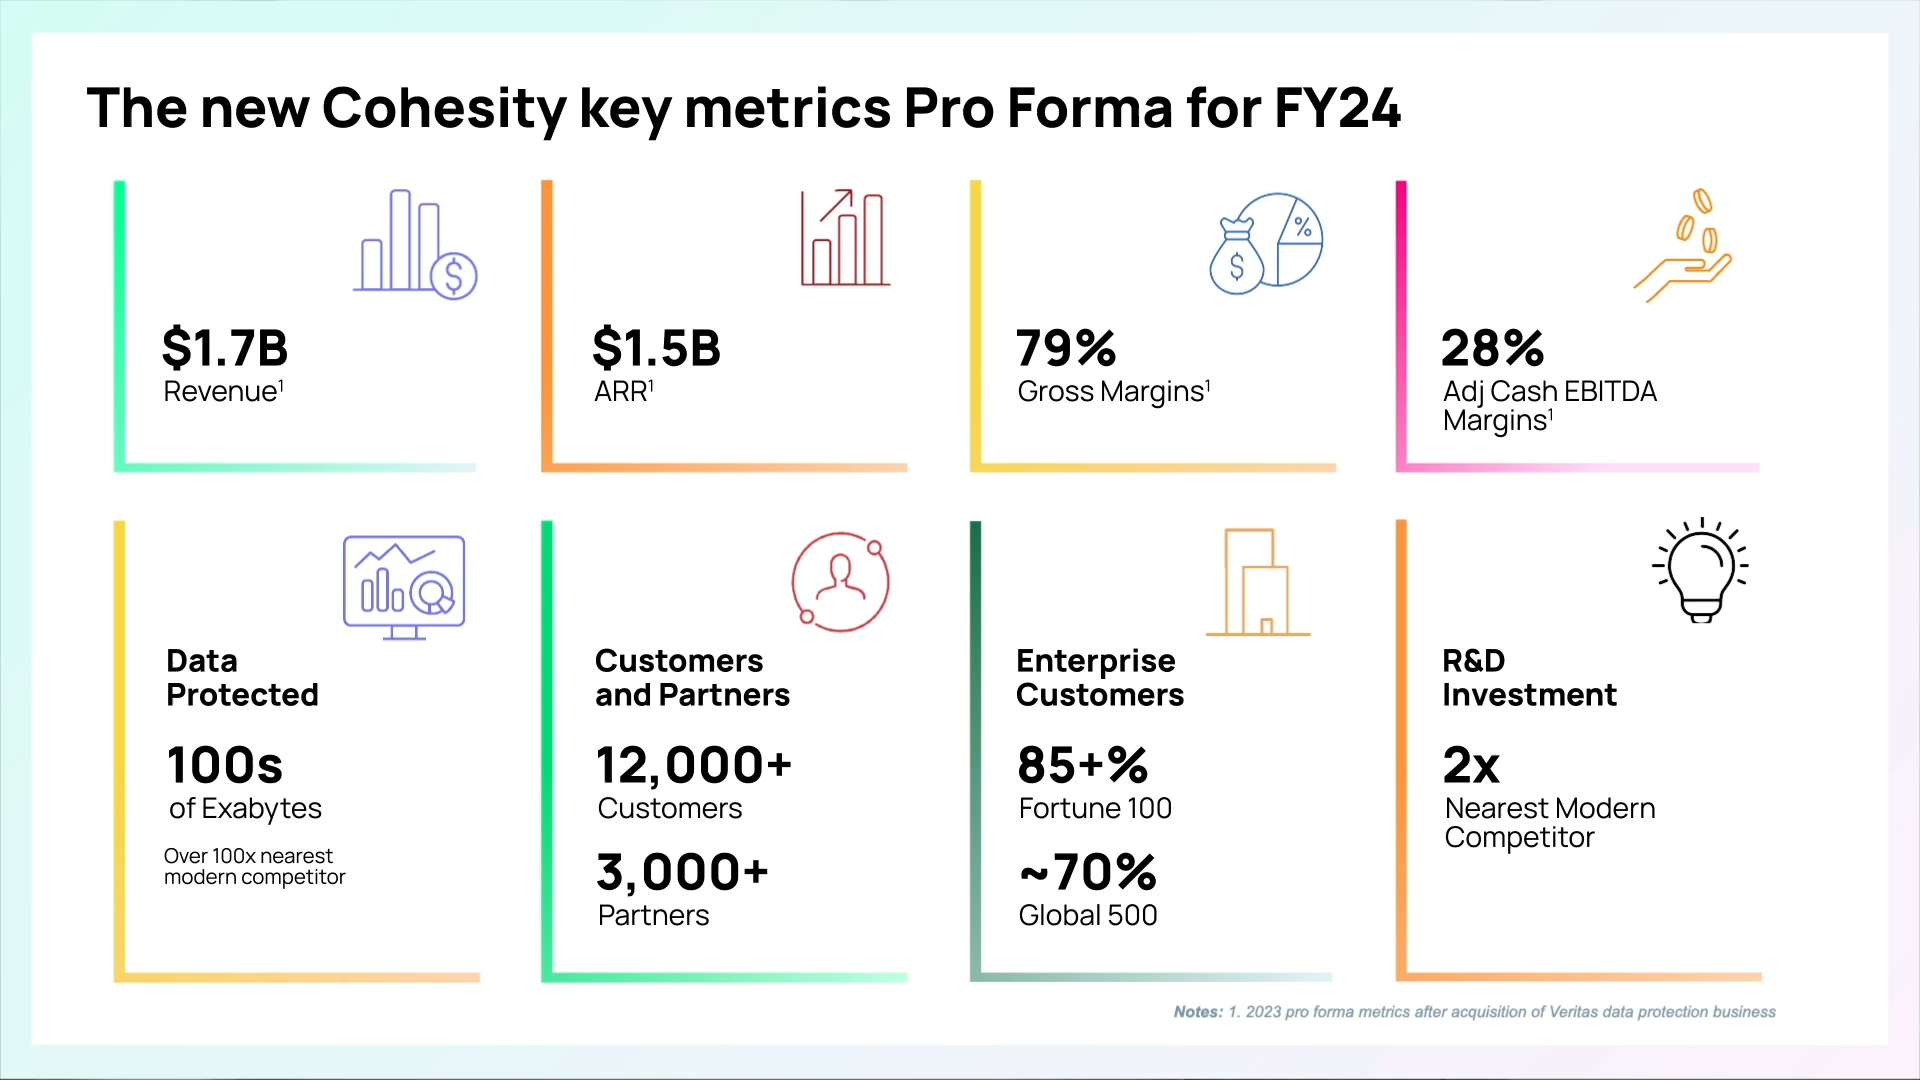 The new Cohesity key metrics Pro Forma for FY24
$1.7B
Revenue¹
$1.5B
ARR¹
79%
Gross Margins¹
28%
Adj Cash EBITDA
Margins¹
Data
Protected
100s
of Exabytes
Over 100x nearest
modern competitor
Customers
and Partners
12,000+
Customers
3,000+
Partners
Enterprise
Customers
85+%
Fortune 100
~70%
Global 500
R&D
Investment
2x
Nearest Modern
Competitor
Notes: 1. 2023 pro forma metrics after acquisition of Veritas data protection business